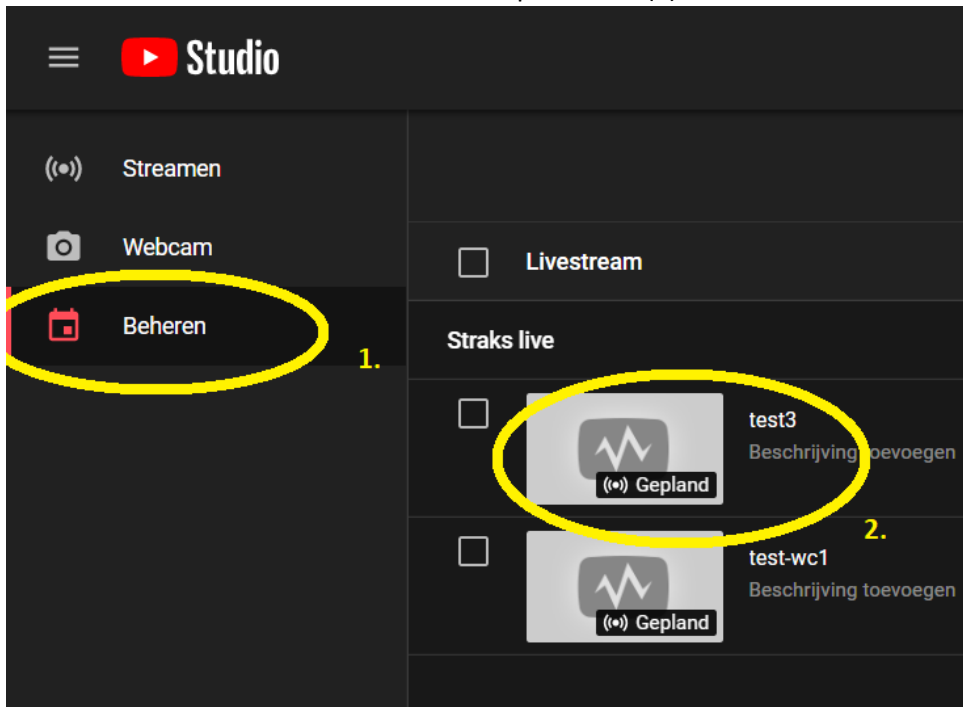 Studio
Streamen
Webcam
Livestream
Beheren
1.
Straks live
test3
Beschrijving toevoegen
Gepland
2.
test-wc1
Beschrijving toevoegen
Gepland